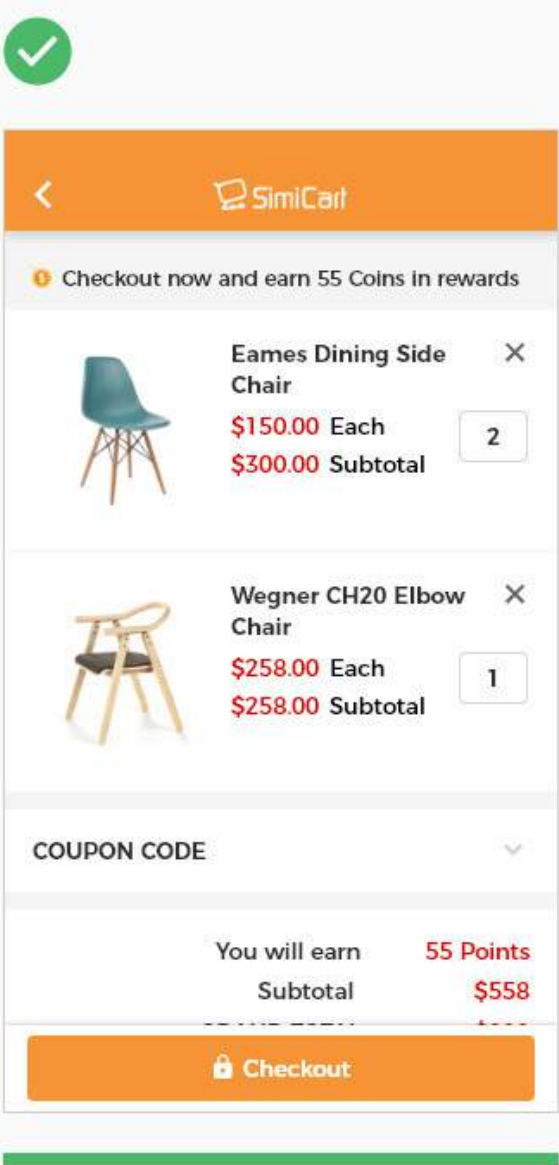 SimiCart
Checkout now and earn 55 Coins in rewards
Eames Dining Side
Chair
$150.00 Each
2
$300.00 Subtotal
Wegner CH20 Elbow
Chair
$258.00 Each
1
$258.00 Subtotal
COUPON CODE
You will earn 55 Points
Subtotal $558
Checkout